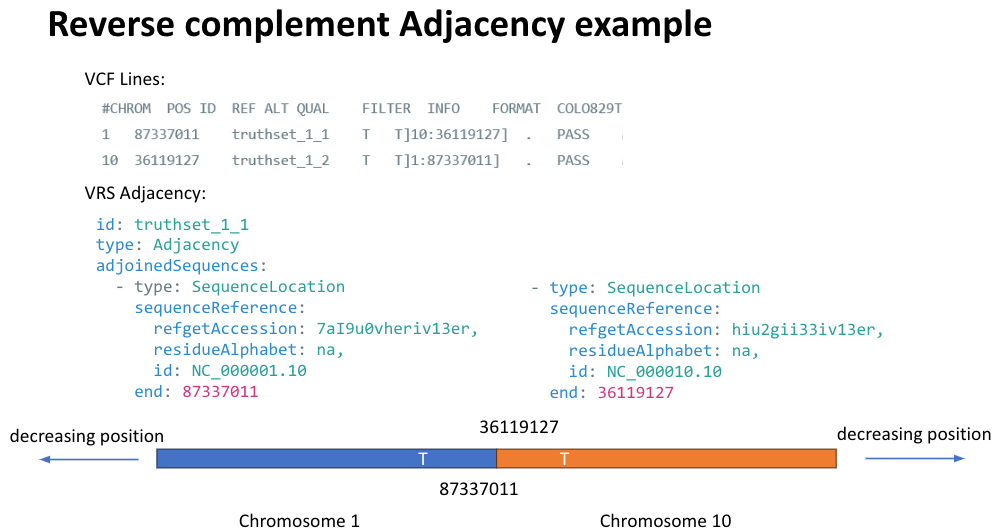 Reverse complement Adjacency example
VCF Lines:
#CHROM POS ID REF ALT QUAL FILTER INFO FORMAT COLO829T
1 87337011 truthset_1_1 T T]10:36119127] . PASS
10 36119127 truthset_1_2 T T]1:87337011] . PASS
VRS Adjacency:
id: truthset_1_1
type: Adjacency
adjoinedSequences:
- type: SequenceLocation
sequenceReference:
refgetAccession: 7aI9u0vheriv13er,
residueAlphabet: na,
id: NC_000001.10
end: 87337011
- type: SequenceLocation
sequenceReference:
refgetAccession: hiu2gii33iv13er,
residueAlphabet: na,
id: NC_000010.10
end: 36119127
36119127
decreasing position
decreasing position
T T
87337011
Chromosome 1
Chromosome 10